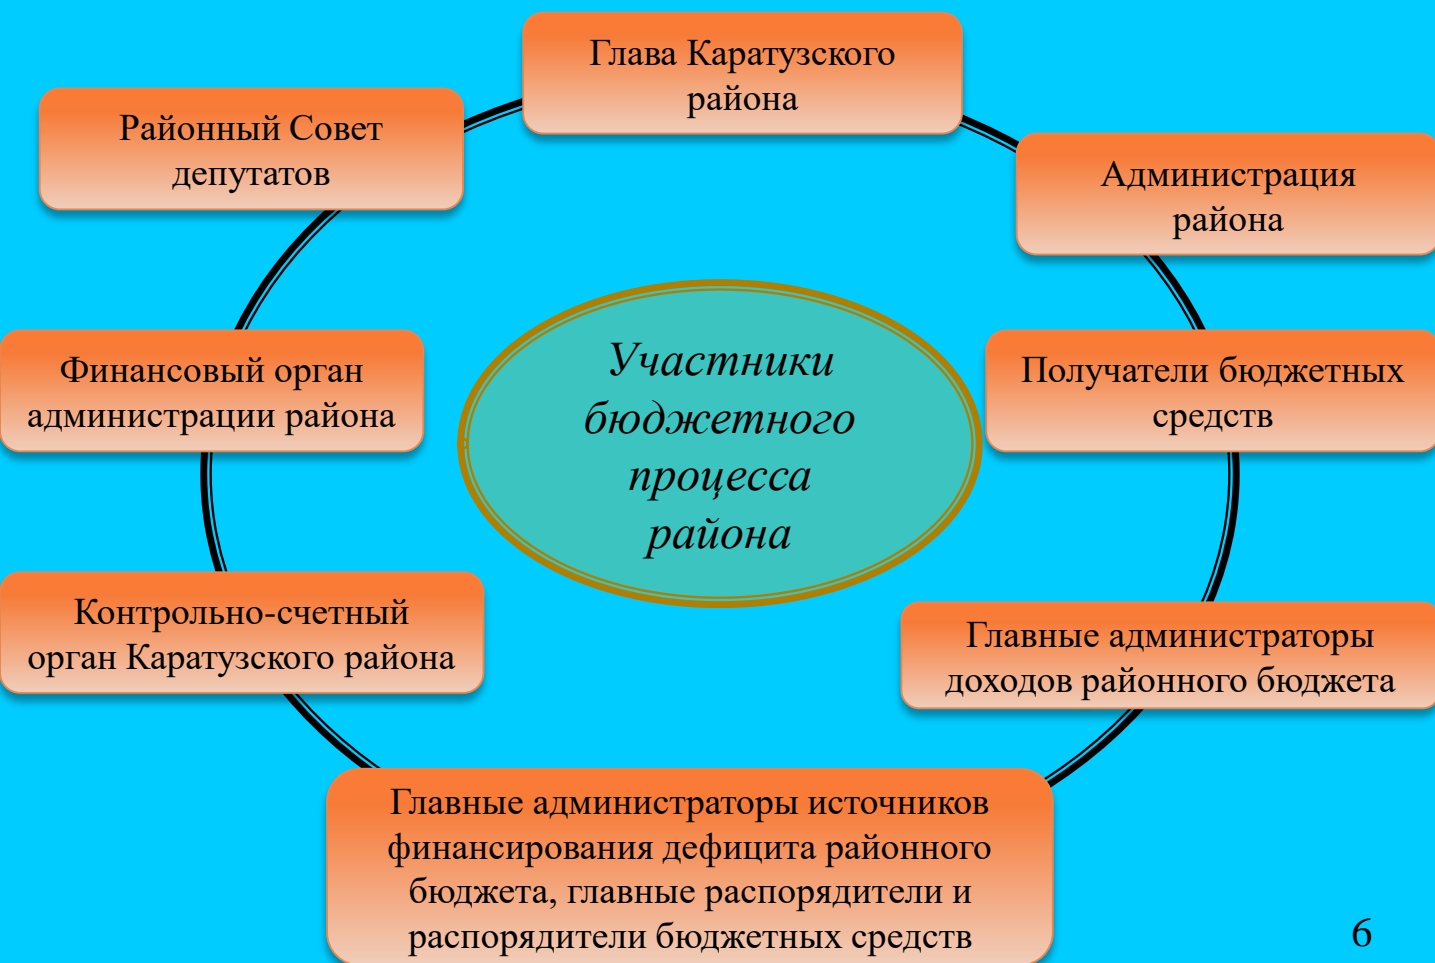 Глава Каратузского
района
Районный Совет
депутатов
Администрация
района
Финансовый орган
администрации района
Участники
бюджетного
процесса
района
Получатели бюджетных
средств
Контрольно-счетный
орган Каратузского района
Главные администраторы
доходов районного бюджета
Главные администраторы источников
финансирования дефицита районного
бюджета, главные распорядители и
распорядители бюджетных средств
6